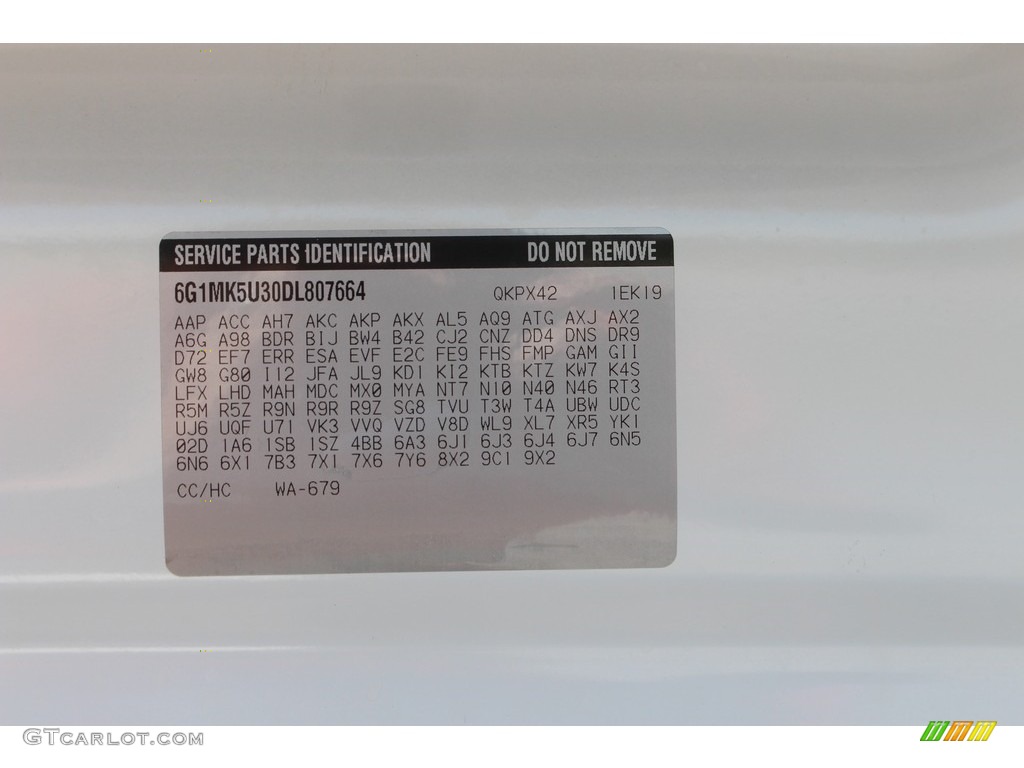 SERVICE PARTS IDENTIFICATION DO NOT REMOVE
6G1MK5U30DL807664 QKPX42 1EK19
AAP ACC AH7 AKC AKP AKX AL5 AQ9 ATG AXJ AX2
A6G A98 BDR BIJ BW4 B42 CJ2 CNZ DD4 DNS DR9
D72 EF7 ERR ESA EVF E2C FE9 FHS FMP GAM GII
GW8 G80 I12 JFA JL9 KD1 KI2 KTB KTZ KW7 K4S
LFX LHD MAH MDC MX0 MYA NT7 N10 N40 N46 RT3
R5M R5Z R9N R9R R9Z SG8 TVU T3W T4A UBW UDC
UJ6 UQF U71 VK3 VVQ VZD V8D WL9 XL7 XR5 YK1
02D 1A6 1SB 1SZ 4BB 6A3 6J1 6J3 6J4 6J7 6N5
6N6 6X1 7B3 7X1 7X6 7Y6 8X2 9C1 9X2
CC/HC WA-679
GTCARLOT.COM